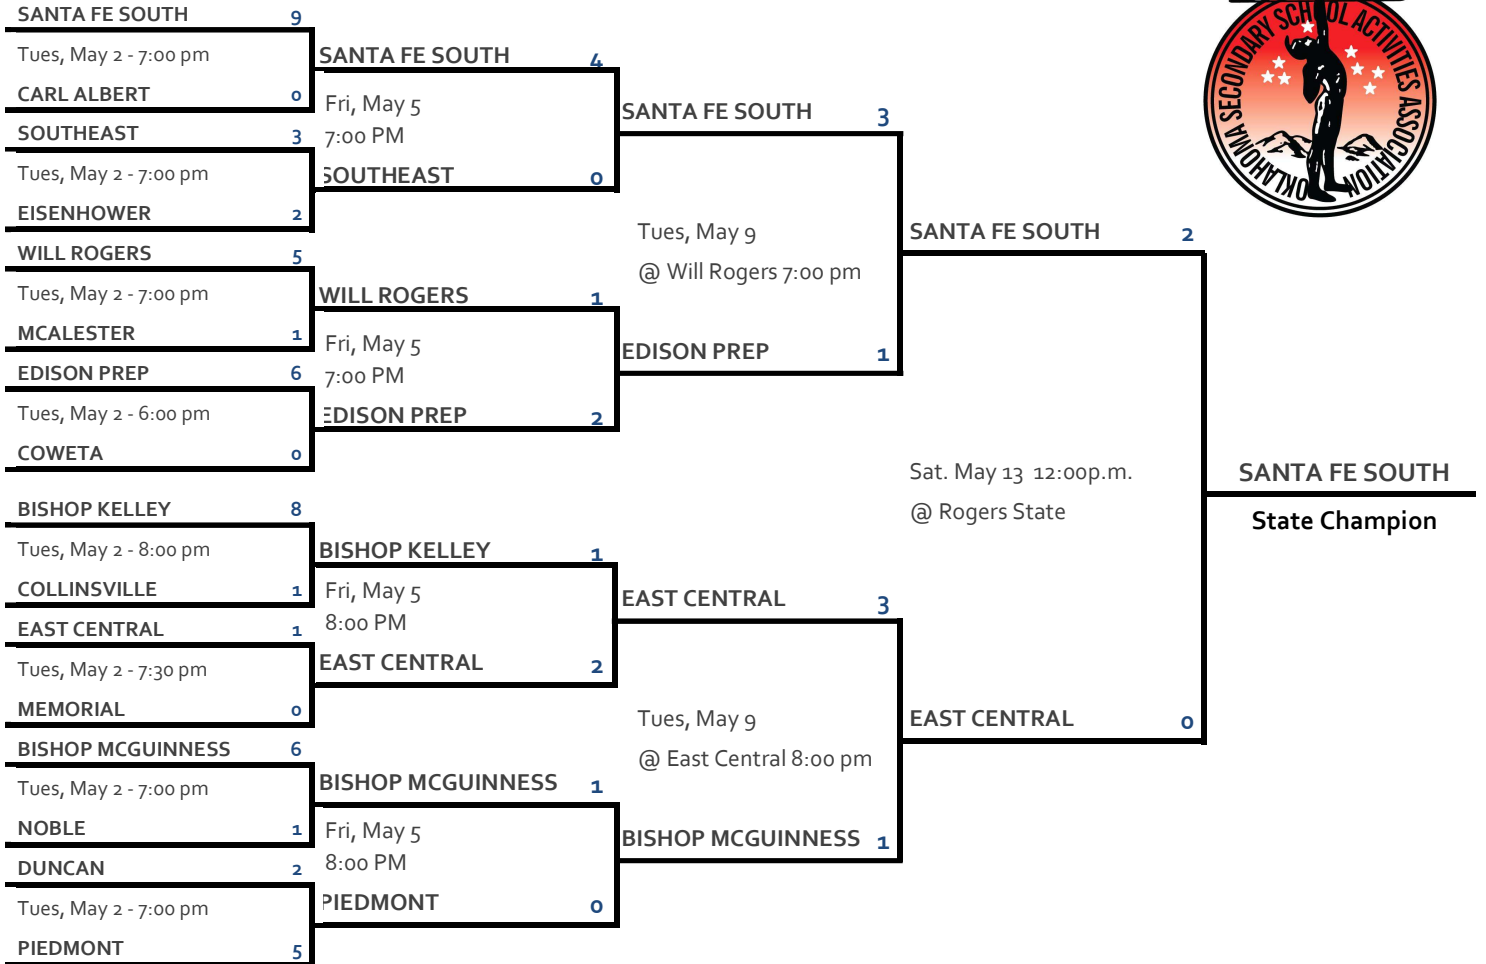 SANTA FE SOUTH 9
Tues, May 2 - 7:00 pm
CARL ALBERT 0
SOUTHEAST 3
Tues, May 2 - 7:00 pm
EISENHOWER 2
WILL ROGERS 5
Tues, May 2 - 7:00 pm
MCALESTER 1
EDISON PREP 6
Tues, May 2 - 6:00 pm
COWETA 0
BISHOP KELLEY 8
Tues, May 2 - 8:00 pm
COLLINSVILLE 1
EAST CENTRAL 1
Tues, May 2 - 7:30 pm
MEMORIAL 0
BISHOP MCGUINNESS 6
Tues, May 2 - 7:00 pm
NOBLE 1
DUNCAN 2
Tues, May 2 - 7:00 pm
PIEDMONT 5
SANTA FE SOUTH 4
Fri, May 5
7:00 PM
SOUTHEAST 0
WILL ROGERS 1
Fri, May 5
7:00 PM
EDISON PREP 2
BISHOP KELLEY 1
Fri, May 5
8:00 PM
EAST CENTRAL 2
BISHOP MCGUINNESS 1
Fri, May 5
8:00 PM
PIEDMONT 0
SANTA FE SOUTH 3
Tues, May 9
@ Will Rogers 7:00 pm
EDISON PREP 1
EAST CENTRAL 3
Tues, May 9
@ East Central 8:00 pm
BISHOP MCGUINNESS 1
SANTA FE SOUTH 2
Sat. May 13 12:00p.m.
@ Rogers State
EAST CENTRAL 0
SANTA FE SOUTH
State Champion
OKLAHOMA SECONDARY SCHOOL ACTIVITIES ASSOCIATION